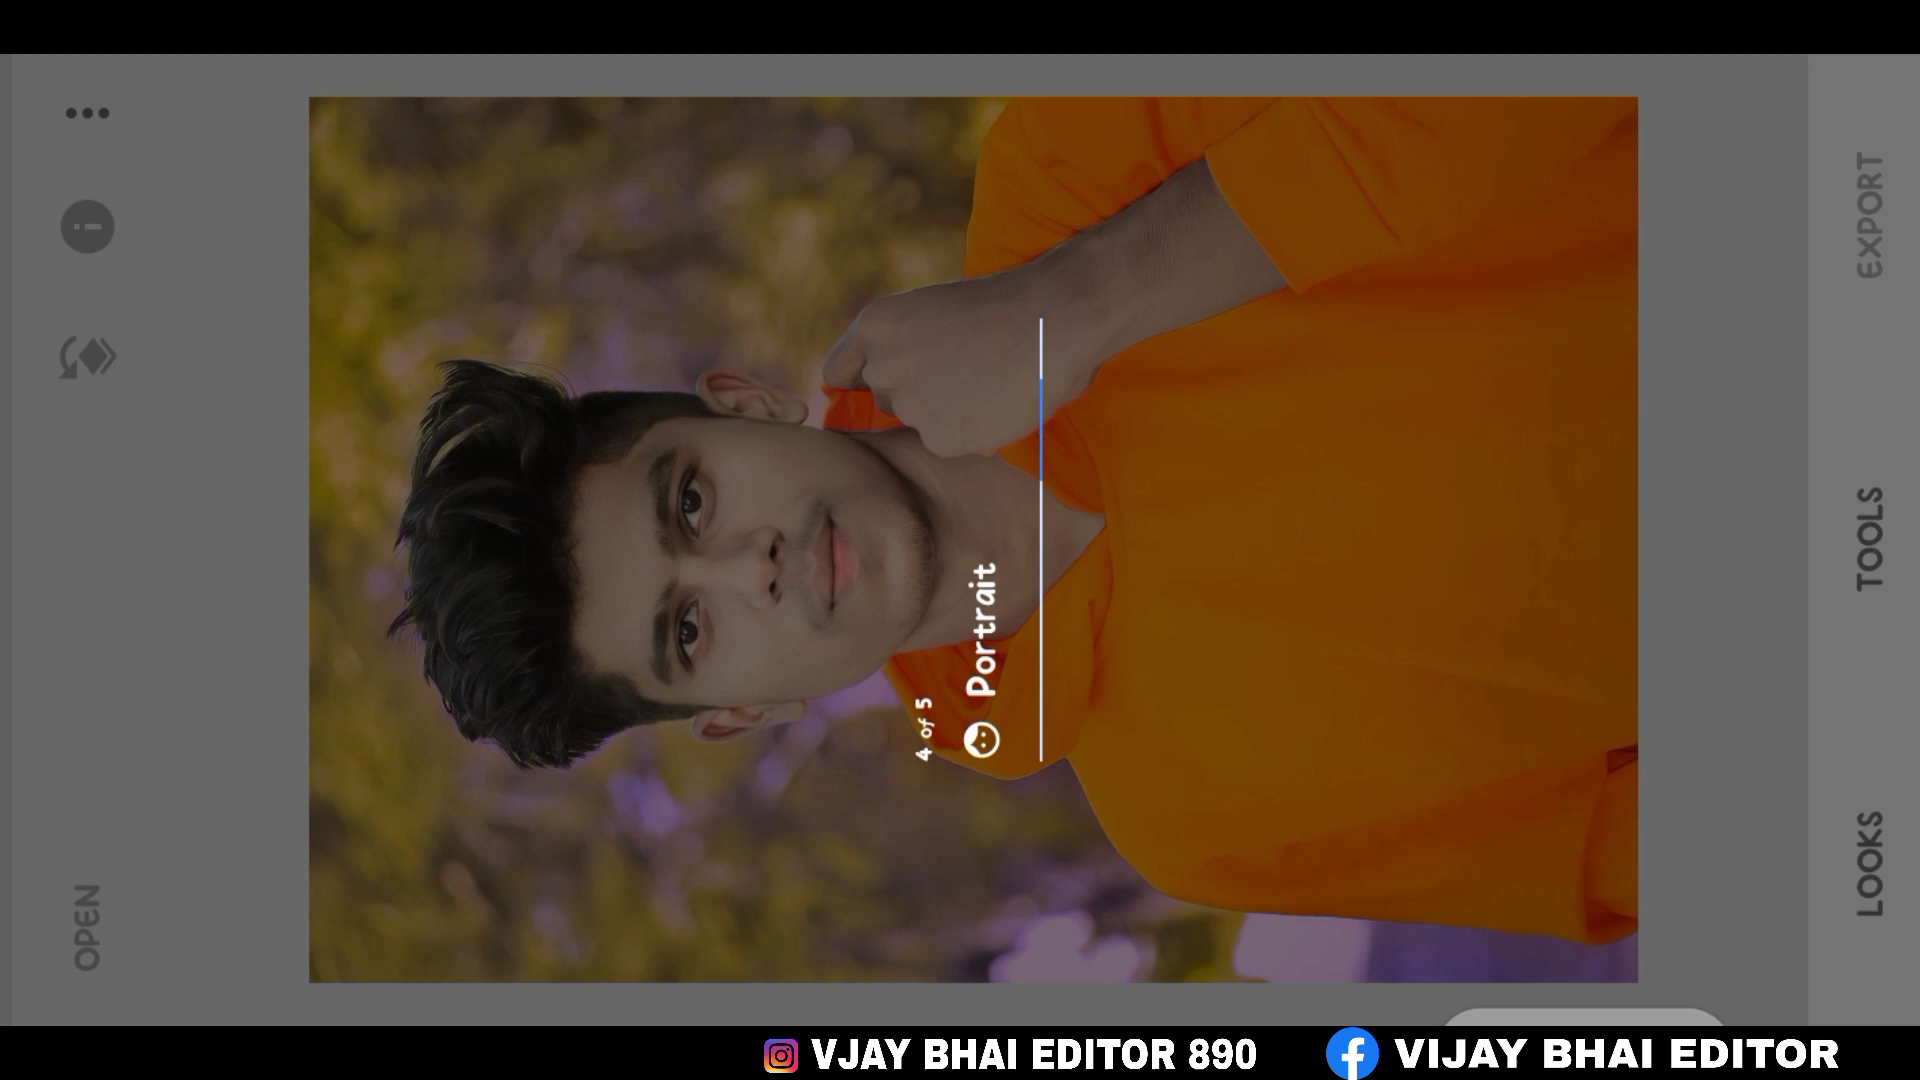 OPEN
4 of 5
Portrait
LOOKS
TOOLS
EXPORT
VJAY BHAI EDITOR 890
VIJAY BHAI EDITOR